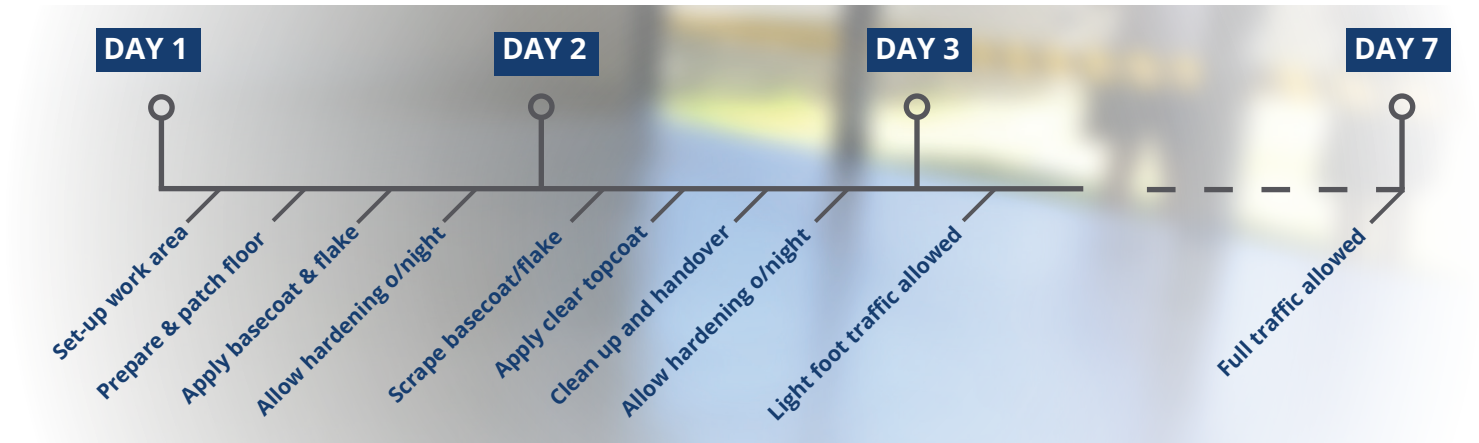 DAY 1
DAY 2
DAY 3
DAY 7
Set-up work area
Prepare & patch floor
Apply basecoat & flake
Allow hardening o/night
Scrape basecoat/flake
Apply clear topcoat
Clean up and handover
Allow hardening o/night
Light foot traffic allowed
Full traffic allowed